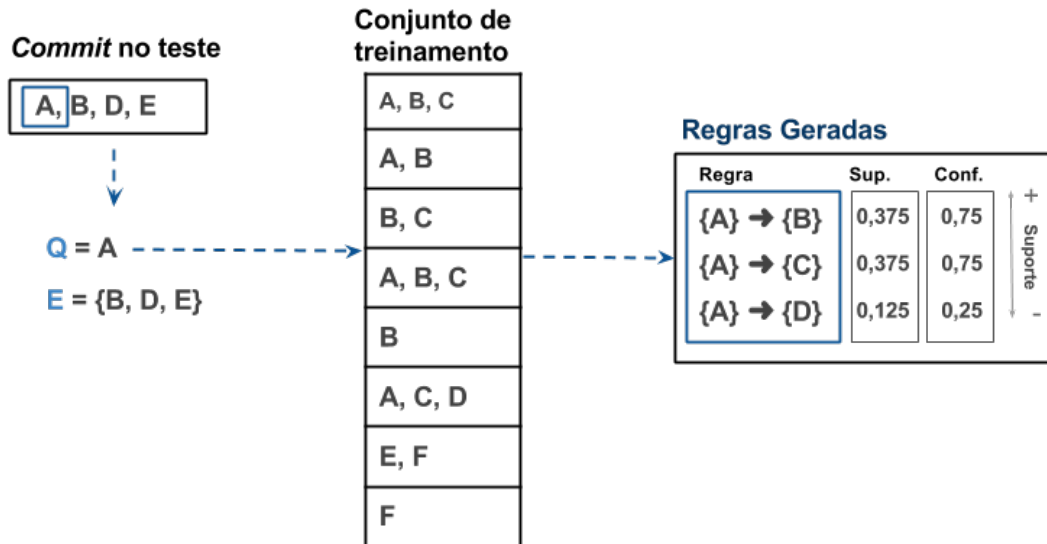 Commit no teste
A, B, D, E
Q = A
E = {B, D, E}
Conjunto de
treinamento
A, B, C
A, B
B, C
A, B, C
B
A, C, D
E, F
F
Regras Geradas
Regra Sup. Conf.
{A} → {B} 0,375 0,75
{A} → {C} 0,375 0,75
{A} → {D} 0,125 0,25
+
Suporte
-